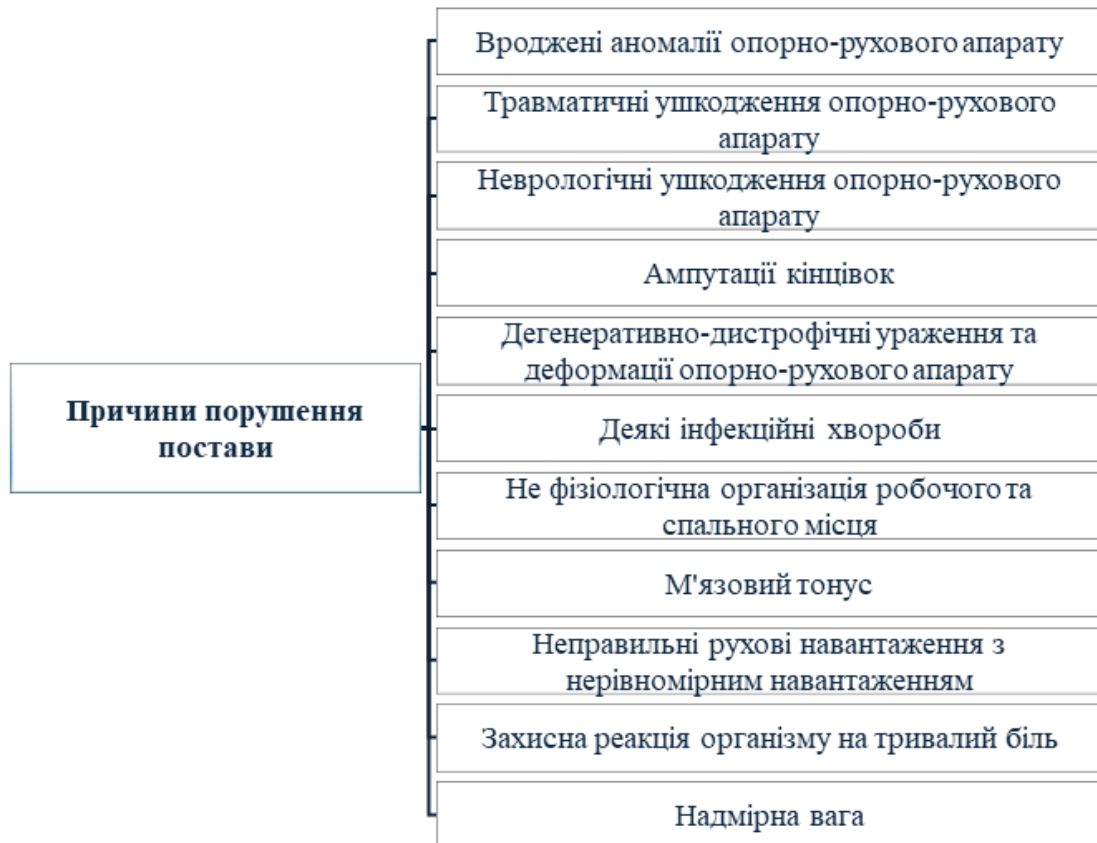 Вроджені аномалії опорно-рухового апарату
Травматичні ушкодження опорно-рухового
апарату
Неврологічні ушкодження опорно-рухового
апарату
Ампутації кінцівок
Дегенеративно-дистрофічні ураження та
деформації опорно-рухового апарату
Причини порушення
постави
Деякі інфекційні хвороби
Не фізіологічна організація робочого та
спального місця
М'язовий тонус
Неправильні рухові навантаження з
нерівномірним навантаженням
Захисна реакція організму на тривалий біль
Надмірна вага